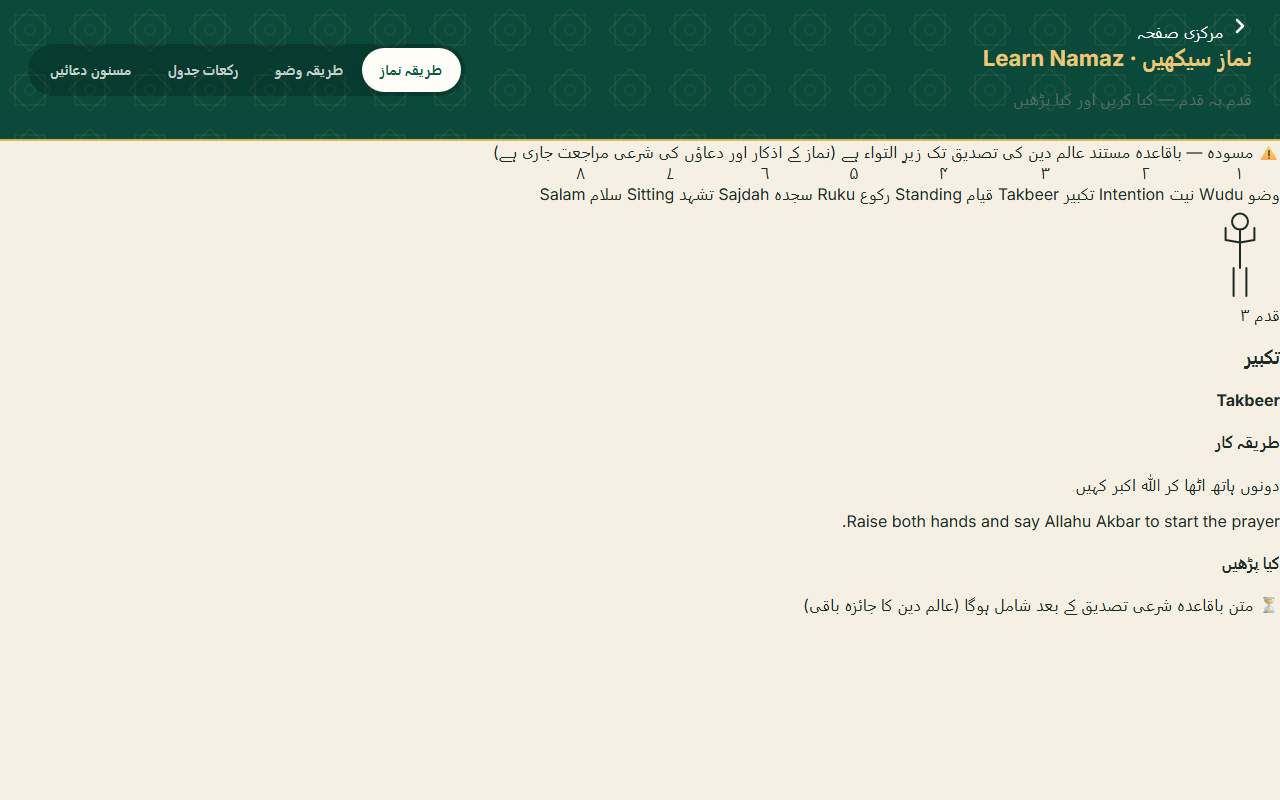 مرکزی صفحہ
نماز سیکھیں · Learn Namaz
قدم بہ قدم — کیا کریں اور کیا پڑھیں
طریقہ نماز
طریقہ وضو
رکعات جدول
مسنون دعائیں
⚠️ مسودہ — باقاعدہ مستند عالم دین کی تصدیق تک زیرِ التواء ہے (نماز کے اذکار اور دعاؤں کی شرعی مراجعت جاری ہے)
۱ ۲ ۳ ۴ ۵ ۶ ۷ ۸
وضو Wudu نیت Intention تکبیر Takbeer قیام Standing رکوع Ruku سجدہ Sajdah تشہد Sitting سلام Salam
قدم ۳
تکبیر
Takbeer
طریقہ کار
دونوں ہاتھ اٹھا کر اللہ اکبر کہیں
Raise both hands and say Allahu Akbar to start the prayer.
کیا پڑھیں
⏳ متن باقاعدہ شرعی تصدیق کے بعد شامل ہوگا (عالم دین کا جائزہ باقی)